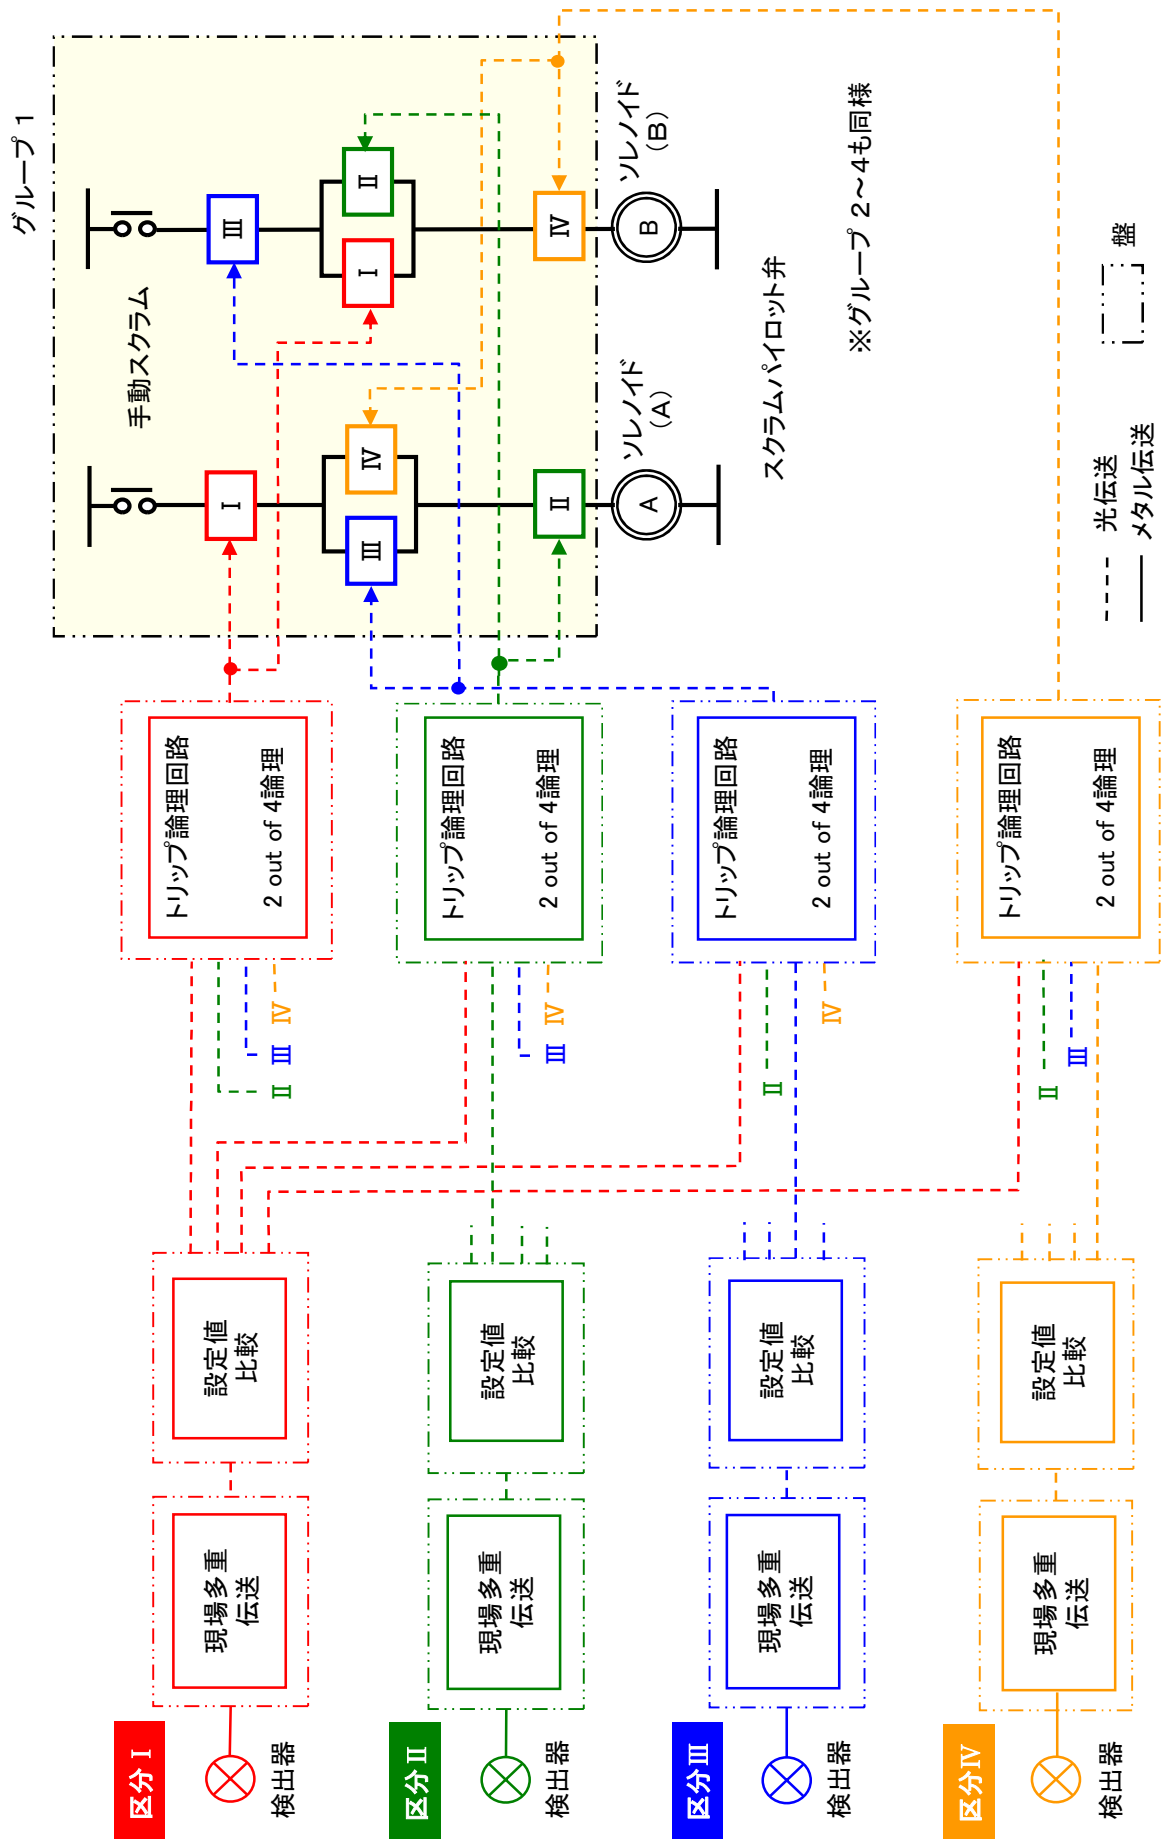 区分Ⅰ
検出器
現場多重
伝送
設定値
比較
Ⅱ
Ⅲ
Ⅳ
トリップ論理回路
2 out of 4論理
区分Ⅱ
検出器
現場多重
伝送
設定値
比較
Ⅲ
Ⅳ
トリップ論理回路
2 out of 4論理
区分Ⅲ
検出器
現場多重
伝送
設定値
比較
Ⅱ
Ⅳ
トリップ論理回路
2 out of 4論理
区分Ⅳ
検出器
現場多重
伝送
設定値
比較
Ⅱ
Ⅲ
トリップ論理回路
2 out of 4論理
グループ 1
手動スクラム
Ⅰ
Ⅲ
Ⅳ
Ⅱ
A
ソレノイド
(A)
Ⅲ
Ⅰ
Ⅱ
Ⅳ
B
ソレノイド
(B)
スクラムパイロット弁
※グループ 2～4も同様
光伝送
メタル伝送
盤